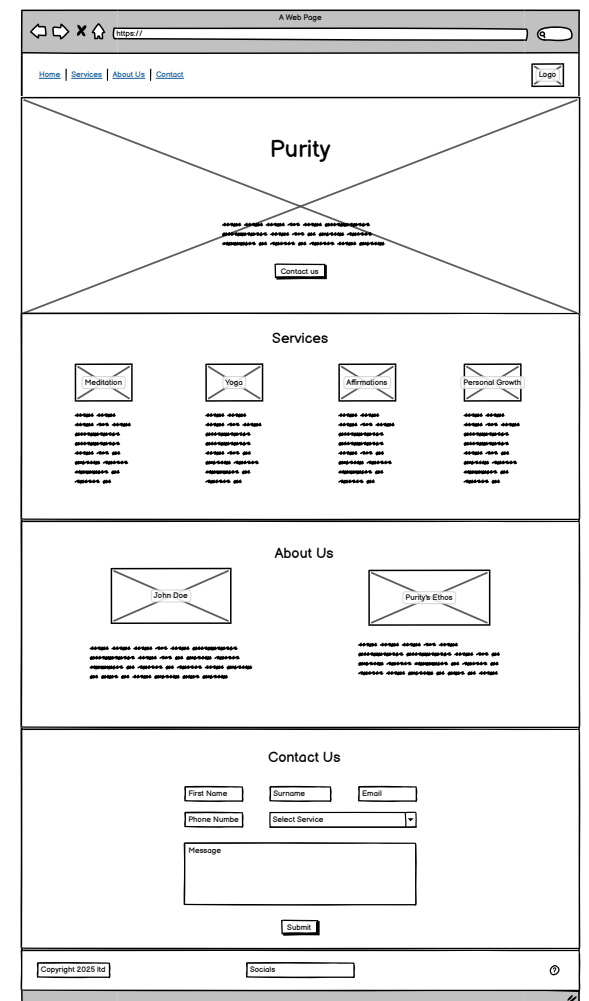 A Web Page
https://
Home Services About Us Contact
Logo
Purity
Contact us
Services
Meditation Yoga Affirmations Personal Growth
About Us
John Doe Purity's Ethos
Contact Us
First Name Surname Email
Phone Numbe Select Service
Message
Submit
Copyright 2025 ltd Socials ?